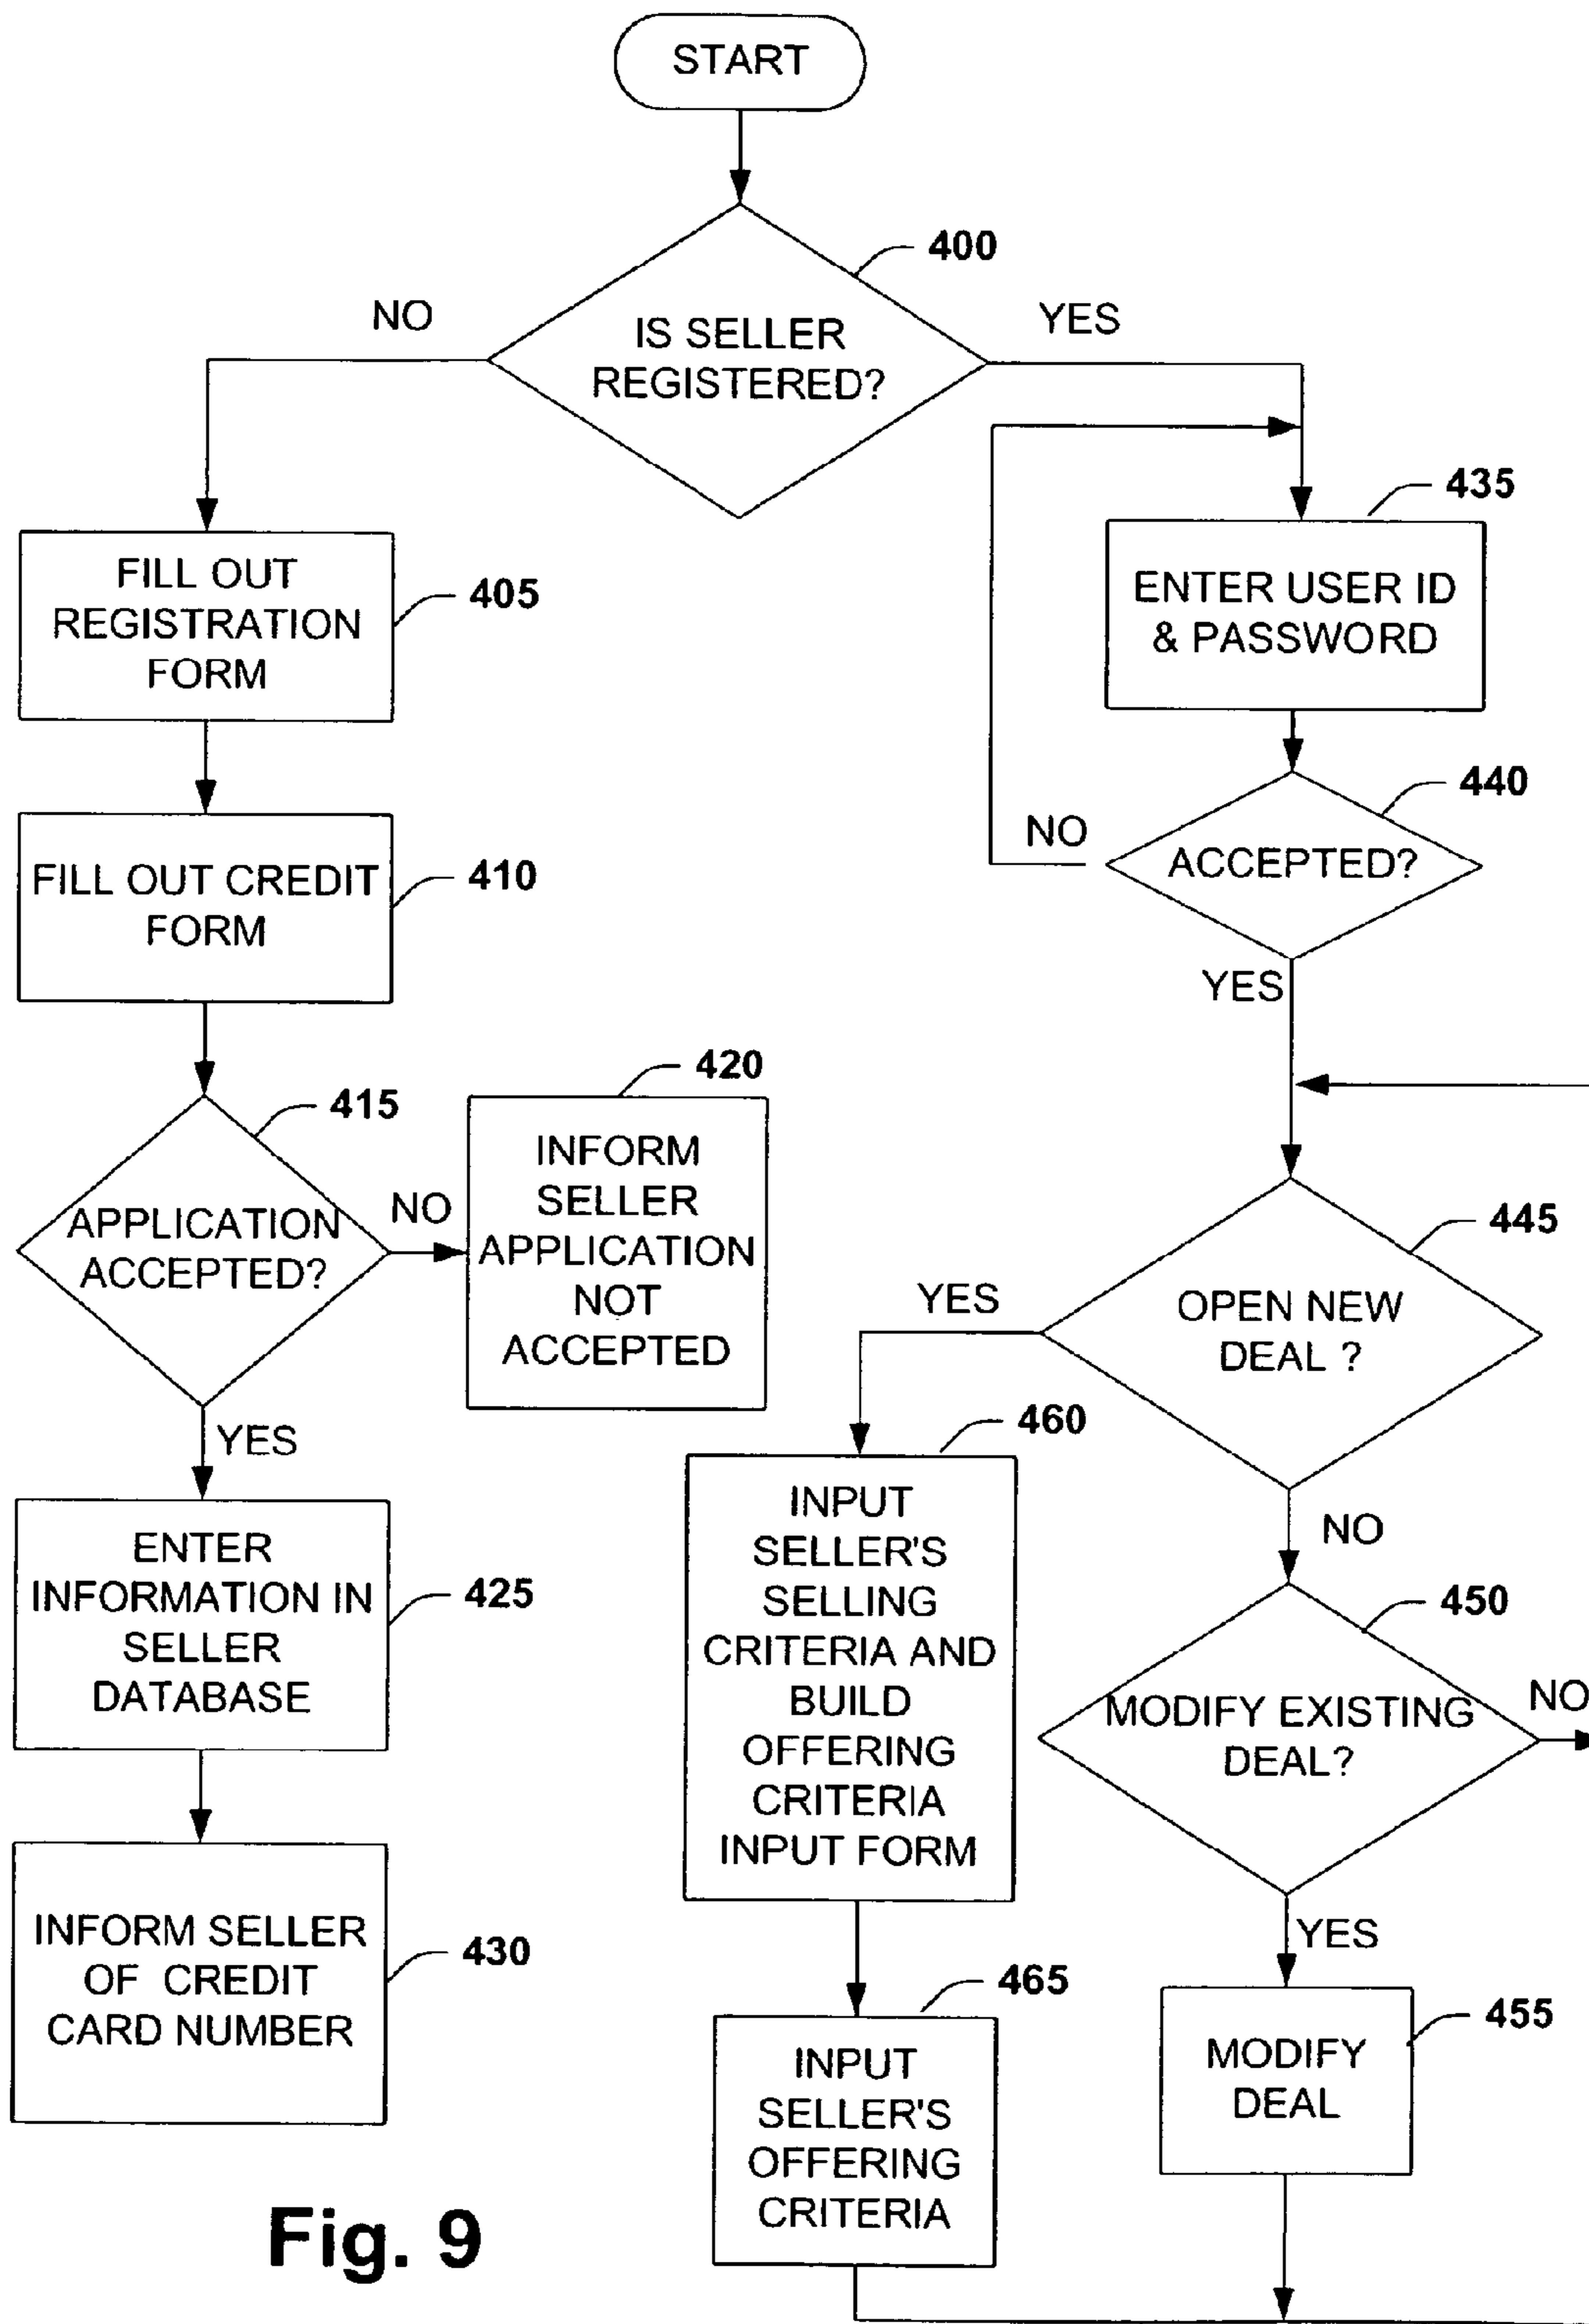 START
400
NO
YES
IS SELLER
REGISTERED?
435
FILL OUT
REGISTRATION
FORM
405
ENTER USER ID
& PASSWORD
440
NO
ACCEPTED?
FILL OUT CREDIT
FORM
410
YES
420
415
INFORM
SELLER
APPLICATION
NOT
ACCEPTED
APPLICATION
ACCEPTED?
NO
445
YES
OPEN NEW
DEAL ?
460
YES
NO
INPUT
SELLER'S
SELLING
CRITERIA AND
BUILD
OFFERING
CRITERIA
INPUT FORM
ENTER
INFORMATION IN
SELLER
DATABASE
425
450
MODIFY EXISTING
DEAL?
NO
INFORM SELLER
OF CREDIT
CARD NUMBER
430
YES
465
455
INPUT
SELLER'S
OFFERING
CRITERIA
MODIFY
DEAL
Fig. 9